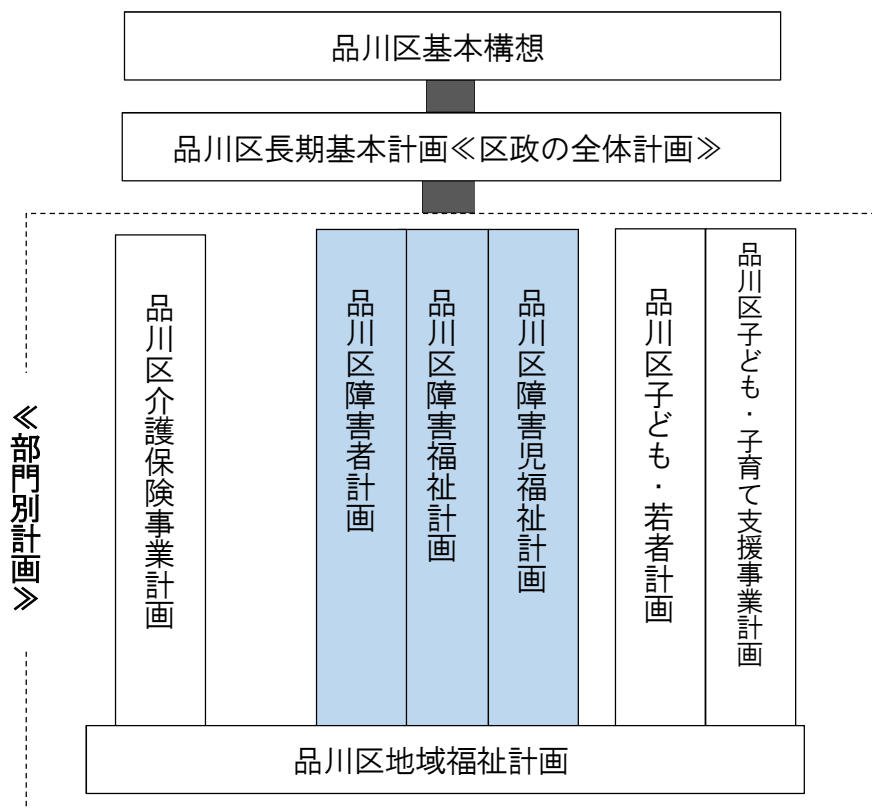 品川区基本構想
品川区長期基本計画≪区政の全体計画≫
≪部門別計画≫
品川区介護保険事業計画
品川区障害者計画
品川区障害福祉計画
品川区障害児福祉計画
品川区子ども・若者計画
品川区子ども・子育て支援事業計画
品川区地域福祉計画